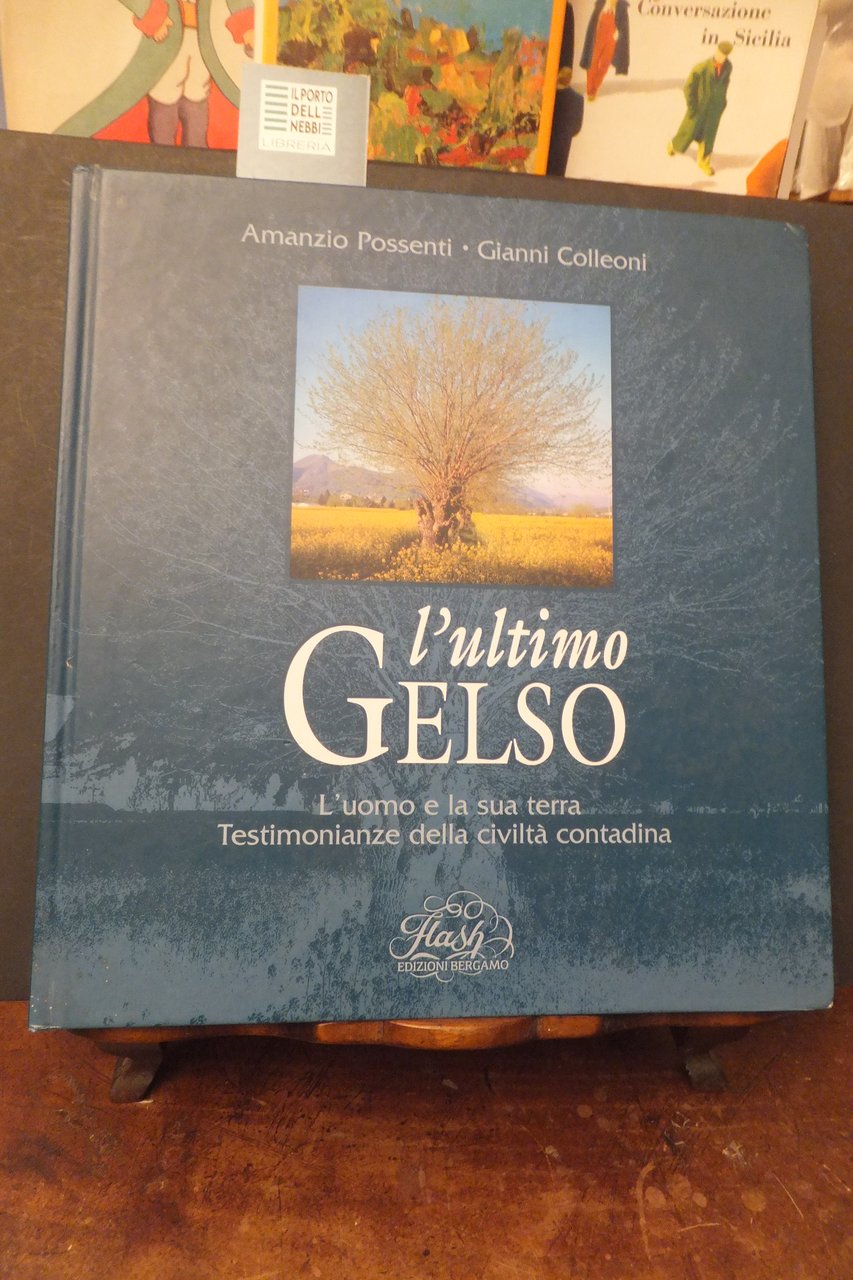 Conversazione
in Sicilia
IL PORTO
DELL
NEBBI
LIBRERIA
Amanzio Possenti • Gianni Colleoni
l'ultimo
GELSO
L'uomo e la sua terra
Testimonianze della civiltà contadina
Flash
EDIZIONI BERGAMO